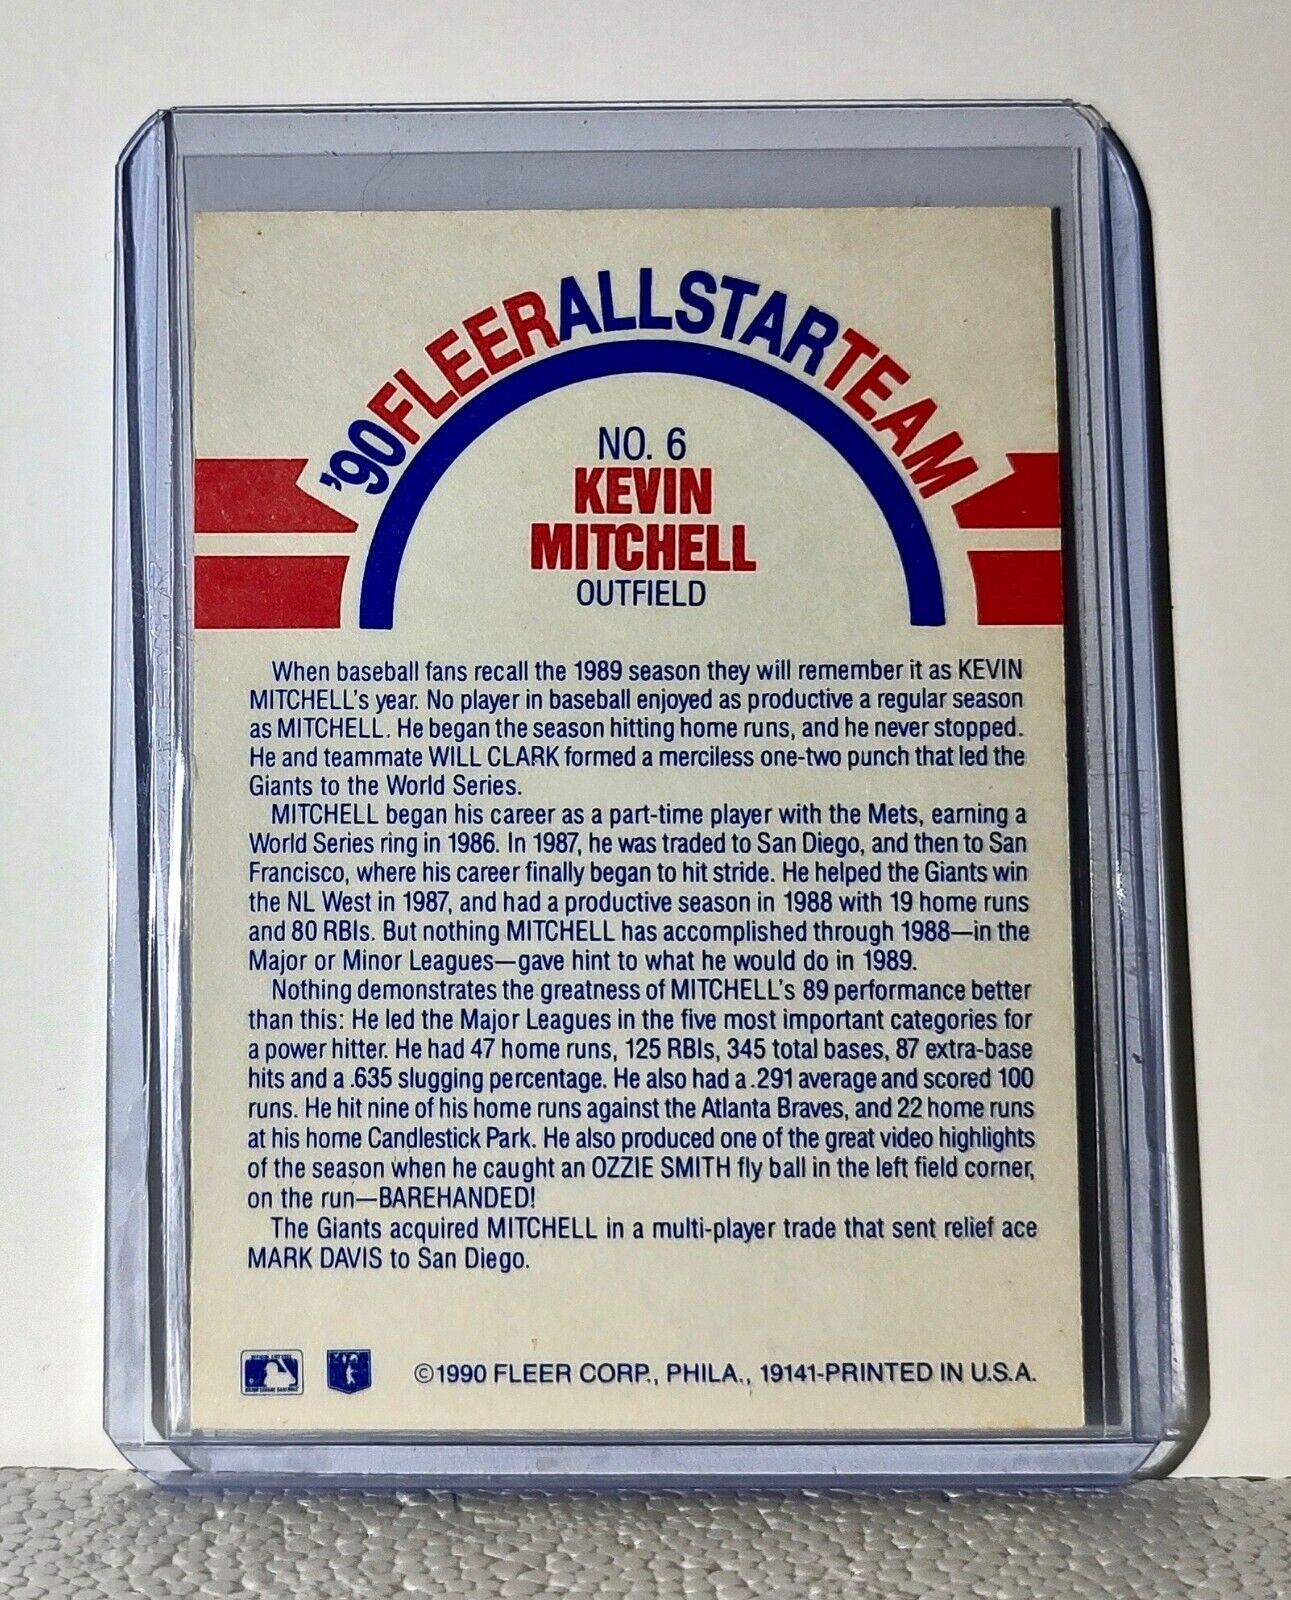 '90 FLEER ALL STAR TEAM
NO. 6
KEVIN
MITCHELL
OUTFIELD
When baseball fans recall the 1989 season they will remember it as KEVIN
MITCHELL's year. No player in baseball enjoyed as productive a regular season
as MITCHELL. He began the season hitting home runs, and he never stopped.
He and teammate WILL CLARK formed a merciless one-two punch that led the
Giants to the World Series.
MITCHELL began his career as a part-time player with the Mets, earning a
World Series ring in 1986. In 1987, he was traded to San Diego, and then to San
Francisco, where his career finally began to hit stride. He helped the Giants win
the NL West in 1987, and had a productive season in 1988 with 19 home runs
and 80 RBIs. But nothing MITCHELL has accomplished through 1988—in the
Major or Minor Leagues—gave hint to what he would do in 1989.
Nothing demonstrates the greatness of MITCHELL's 89 performance better
than this: He led the Major Leagues in the five most important categories for
a power hitter. He had 47 home runs, 125 RBIs, 345 total bases, 87 extra-base
hits and a .635 slugging percentage. He also had a .291 average and scored 100
runs. He hit nine of his home runs against the Atlanta Braves, and 22 home runs
at his home Candlestick Park. He also produced one of the great video highlights
of the season when he caught an OZZIE SMITH fly ball in the left field corner,
on the run—BAREHANDED!
The Giants acquired MITCHELL in a multi-player trade that sent relief ace
MARK DAVIS to San Diego.
©1990 FLEER CORP., PHILA., 19141-PRINTED IN U.S.A.